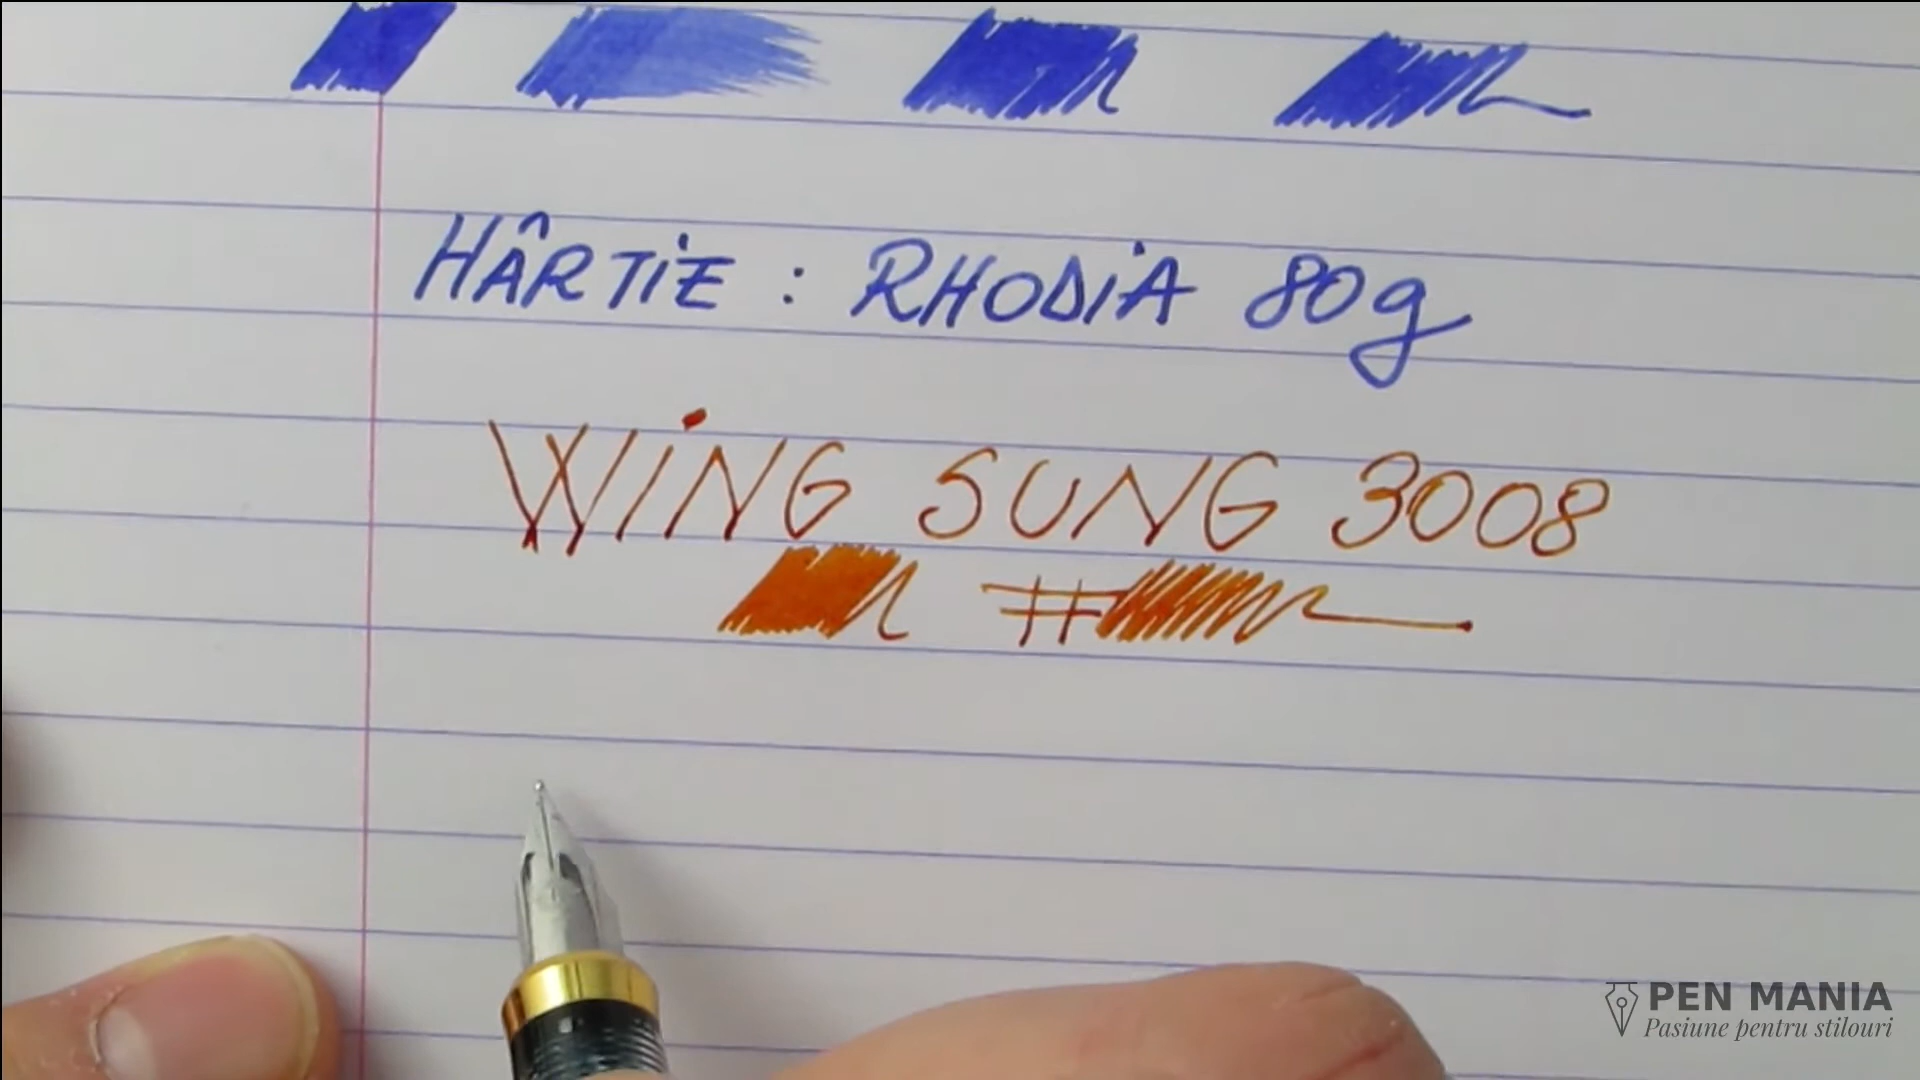 HÂRTiE : RHODiA 80g
WiNG SUNG 3008
PEN MANIA
Pasiune pentru stilouri